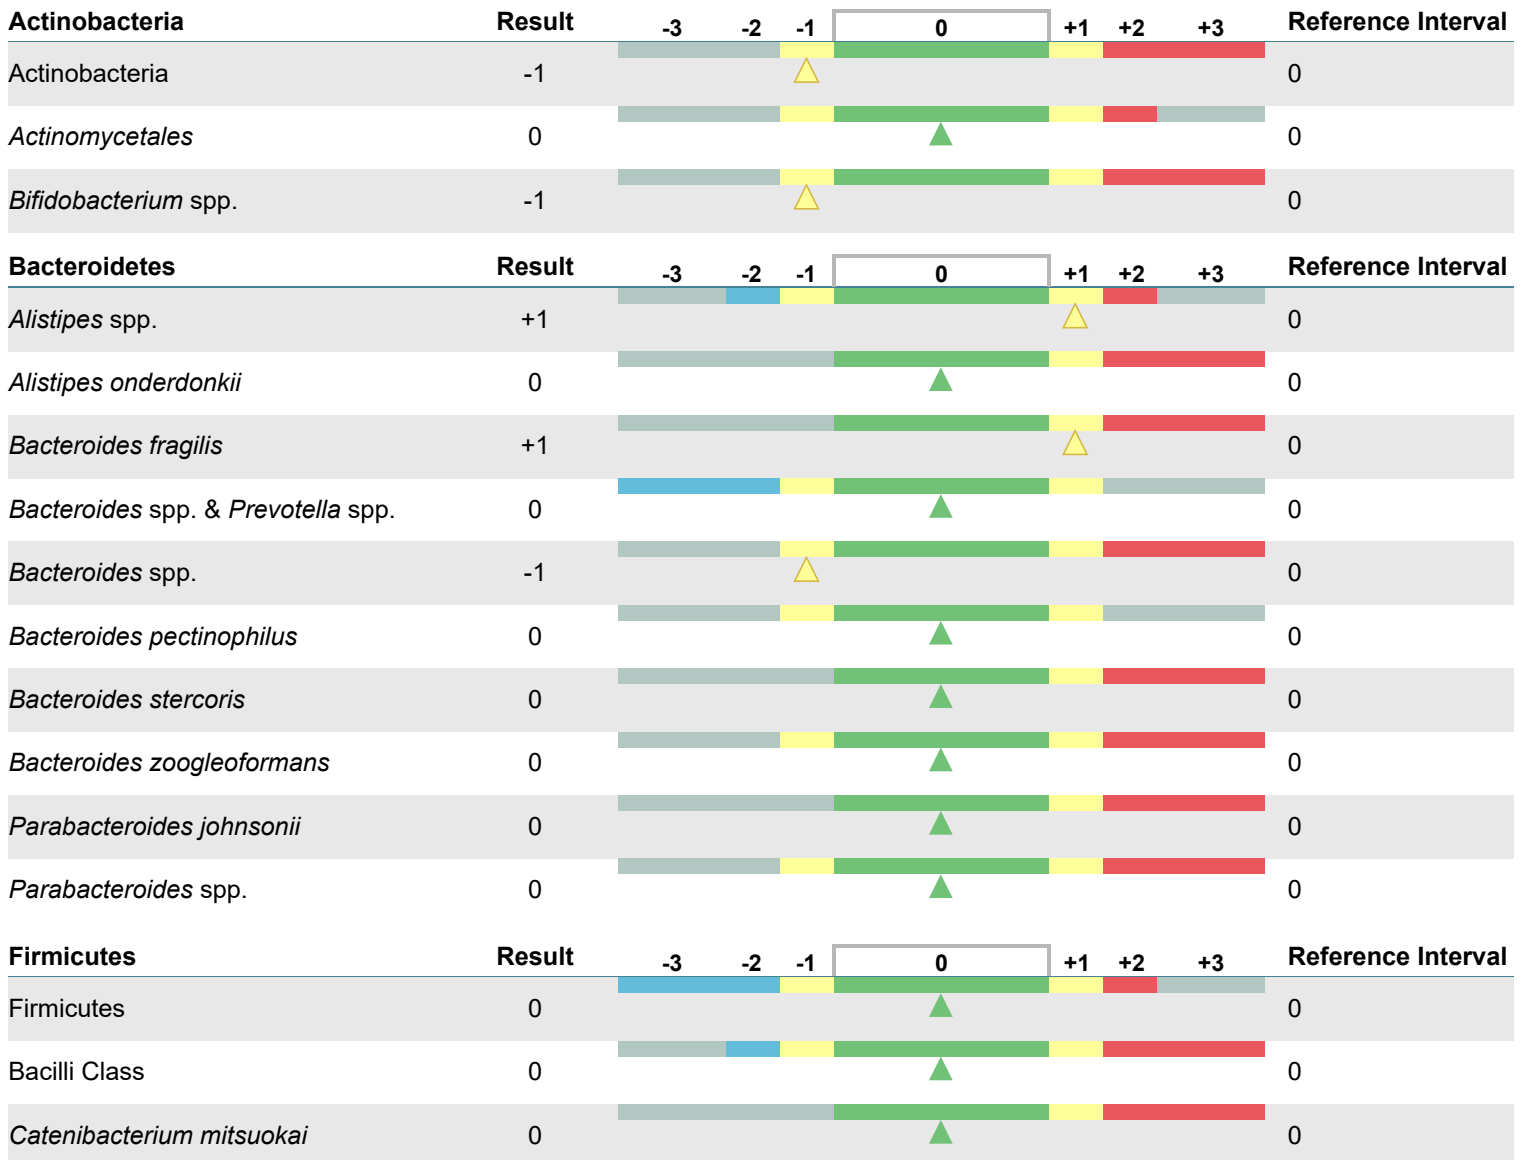 Actinobacteria Result -3 -2 -1 0 +1 +2 +3 Reference Interval
Actinobacteria -1 0
Actinomycetales 0 0
Bifidobacterium spp. -1 0
Bacteroidetes Result -3 -2 -1 0 +1 +2 +3 Reference Interval
Alistipes spp. +1 0
Alistipes onderdonkii 0 0
Bacteroides fragilis +1 0
Bacteroides spp. & Prevotella spp. 0 0
Bacteroides spp. -1 0
Bacteroides pectinophilus 0 0
Bacteroides stercoris 0 0
Bacteroides zoogleoformans 0 0
Parabacteroides johnsonii 0 0
Parabacteroides spp. 0 0
Firmicutes Result -3 -2 -1 0 +1 +2 +3 Reference Interval
Firmicutes 0 0
Bacilli Class 0 0
Catenibacterium mitsuokai 0 0